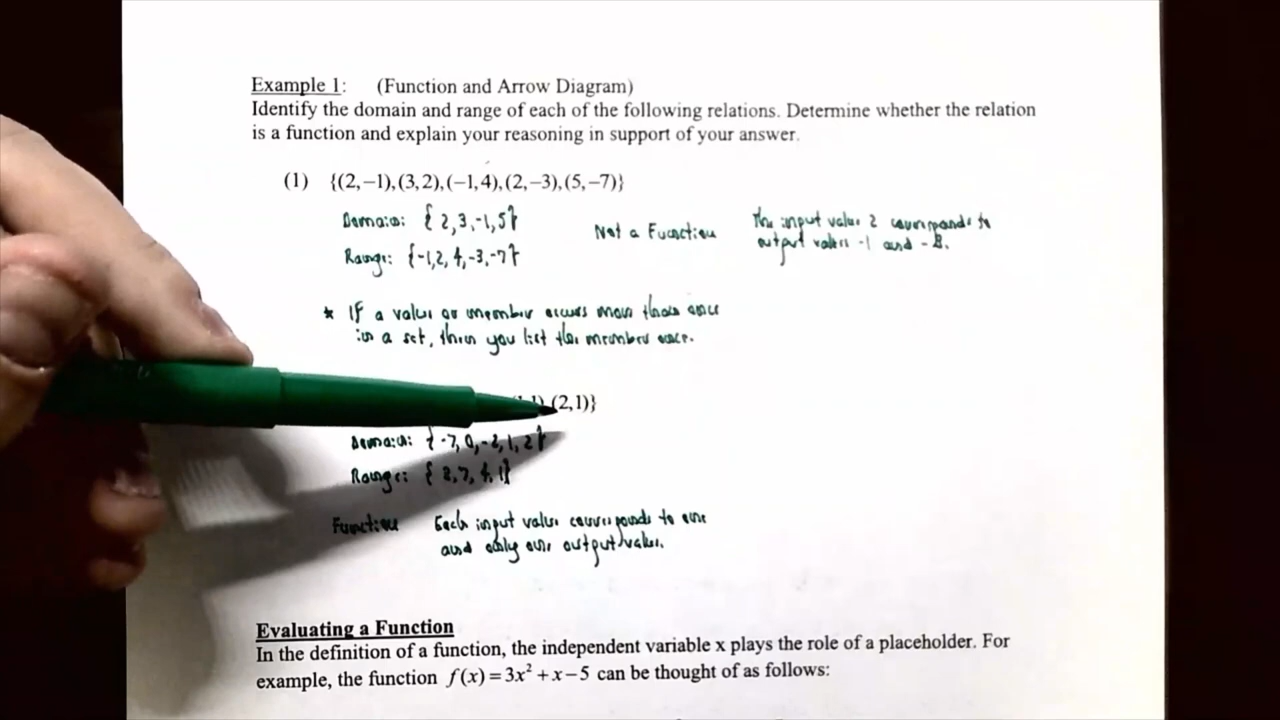 Example 1: (Function and Arrow Diagram)
Identify the domain and range of each of the following relations. Determine whether the relation
is a function and explain your reasoning in support of your answer.
(1) {(2,−1),(3,2),(−1,4),(2,−3),(5,−7)}
Domain: {2,3,-1,5}
Range: {-1,2,4,-3,-7}
Not a Function
The input value 2 corresponds to
output values -1 and -3.
* If a value or member occurs more than once
in a set, then you list the member once.
(2,1)}
Domain: {-7,0,-2,1,2}
Range: { 2,7,4,1}
Function
Each input value corresponds to one
and only one output value.
Evaluating a Function
In the definition of a function, the independent variable x plays the role of a placeholder. For
example, the function f(x)=3x²+x−5 can be thought of as follows: